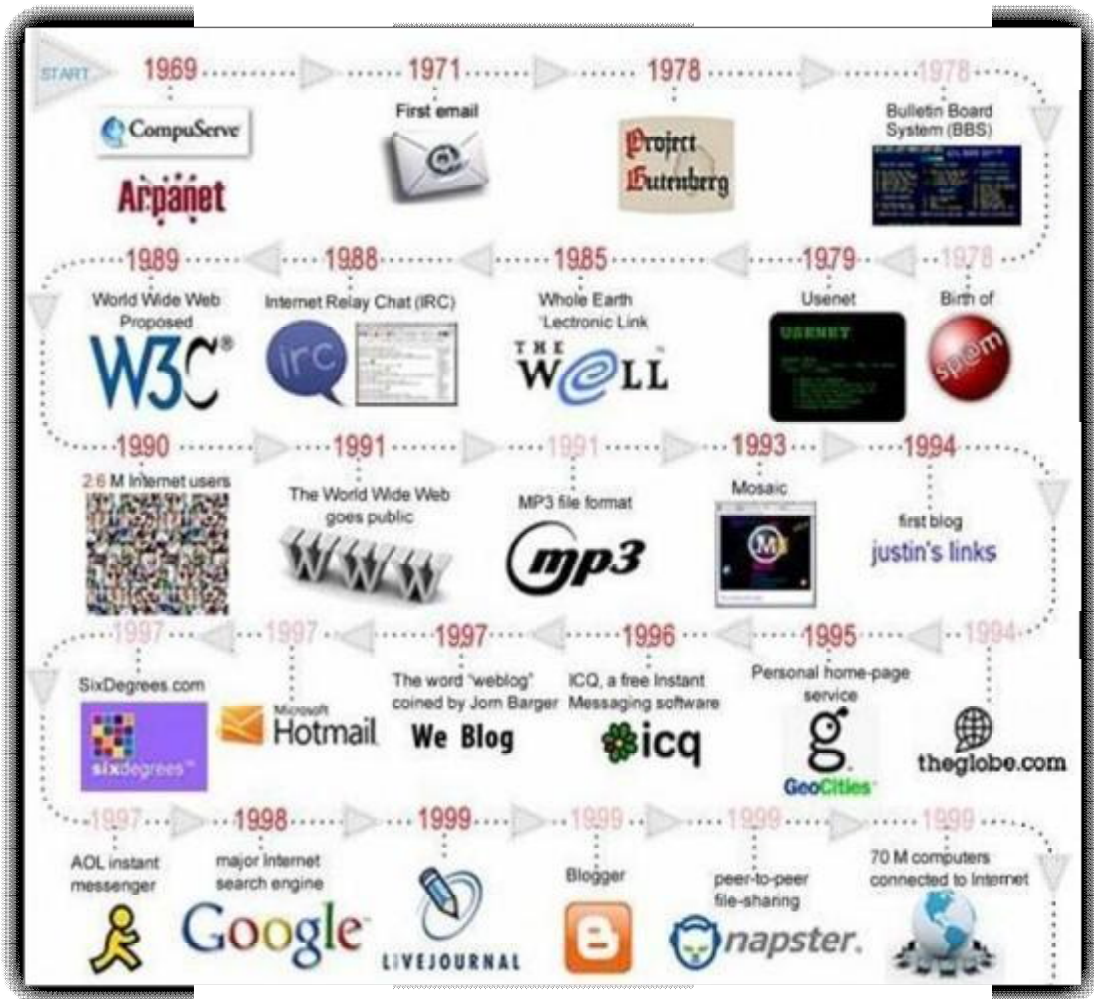 START 1969 1971 1978 1978
CompuServe
Arpanet
First email
@
Project
Gutenberg
Bulletin Board
System (BBS)
1978 1979 1985 1988 1989
Birth of
sp@m
Usenet
USENET
Whole Earth
'Lectronic Link
THE
W@LL
Internet Relay Chat (IRC)
irc
World Wide Web
Proposed
W3C®
1990 1991 1991 1993 1994
2.6 M Internet users
The World Wide Web
goes public
WWW
MP3 file format
mp3
Mosaic
M
first blog
justin's links
1994 1995 1996 1997 1997 1997
theglobe.com
Personal home-page
service
g
GeoCities
ICQ, a free Instant
Messaging software
icq
The word "weblog"
coined by Jorn Barger
We Blog
Microsoft
Hotmail
SixDegrees.com
sixdegrees™
1997 1998 1999 1999 1999 1999
AOL instant
messenger
major Internet
search engine
Google™
LIVEJOURNAL
Blogger
B
peer-to-peer
file-sharing
napster.
70 M computers
connected to Internet